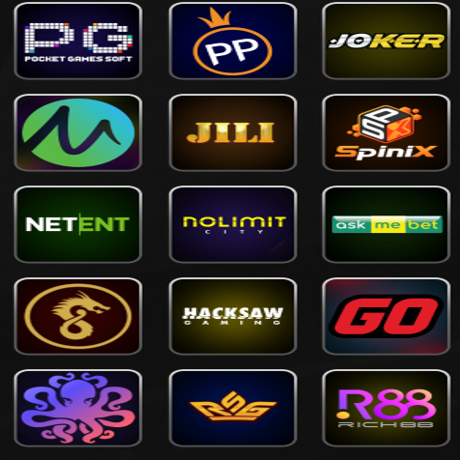 PG
POCKET GAMES SOFT
PP
JOKER
JILI
SPINIX
NETENT
NOLIMIT
CITY
ask me bet
HACKSAW
GAMING
GO
RSG
R88
RICH88